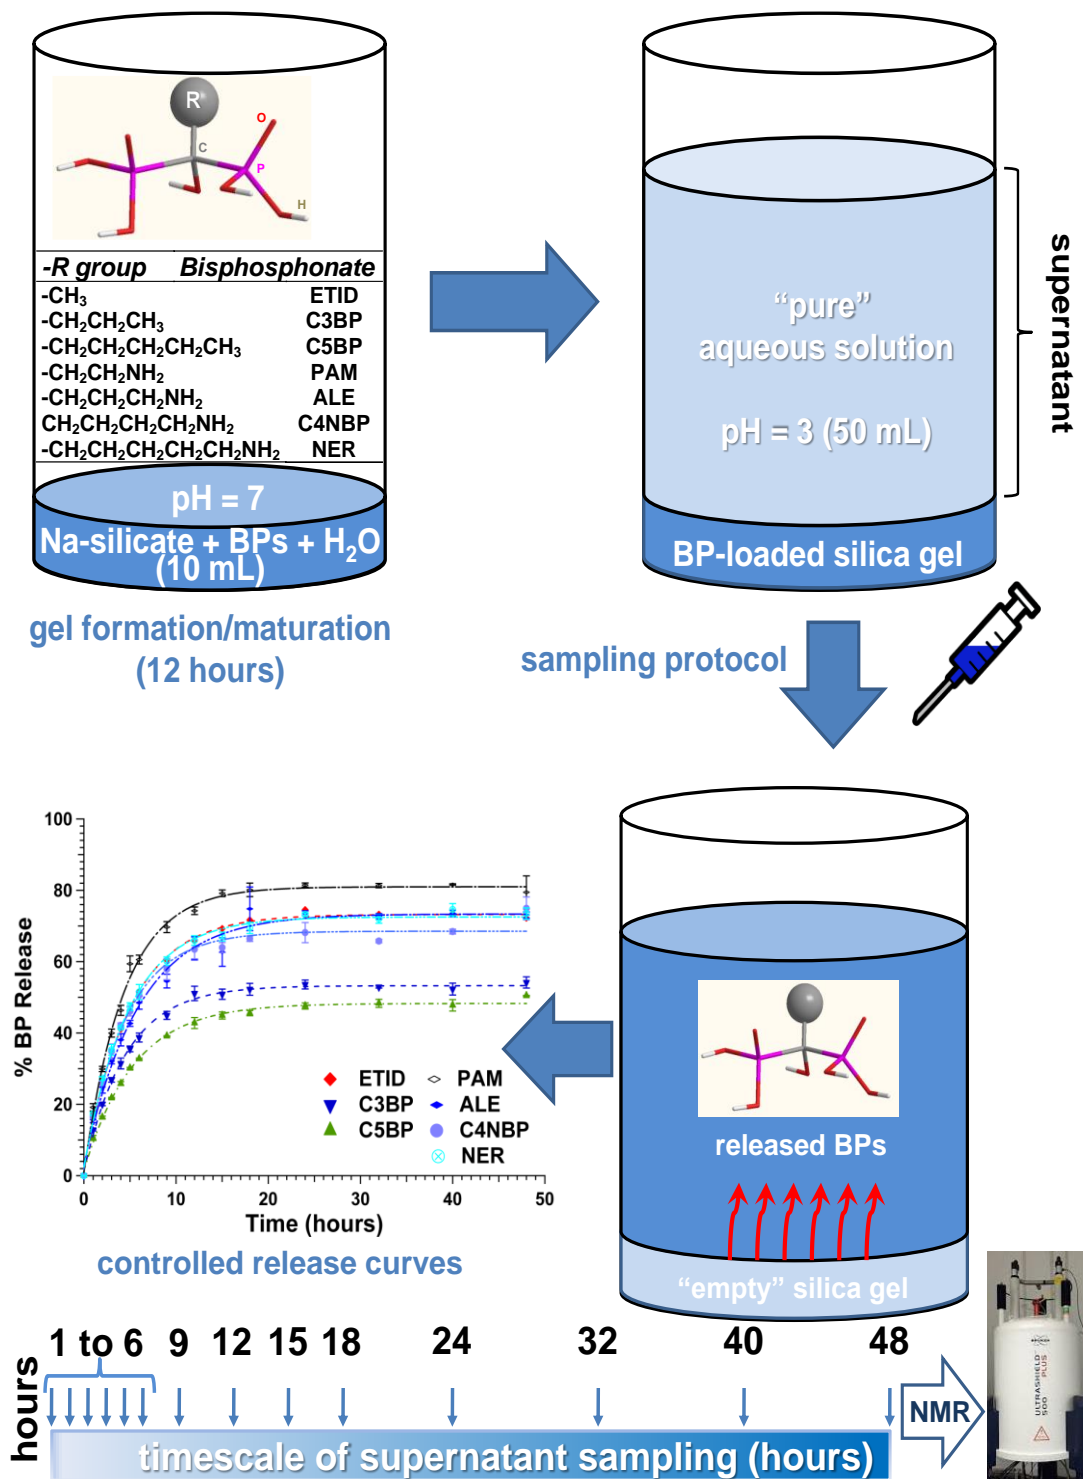 R
O
C
P
H
-R group Bisphosphonate
-CH₃ ETID
-CH₂CH₂CH₃ C3BP
-CH₂CH₂CH₂CH₂CH₃ C5BP
-CH₂CH₂NH₂ PAM
-CH₂CH₂CH₂NH₂ ALE
CH₂CH₂CH₂CH₂NH₂ C4NBP
-CH₂CH₂CH₂CH₂CH₂NH₂ NER
pH = 7
Na-silicate + BPs + H₂O
(10 mL)
gel formation/maturation
(12 hours)
“pure”
aqueous solution
pH = 3 (50 mL)
supernatant
BP-loaded silica gel
sampling protocol
% BP Release
100
80
60
40
20
0
0 10 20 30 40 50
Time (hours)
ETID PAM
C3BP ALE
C5BP C4NBP
NER
controlled release curves
released BPs
“empty” silica gel
hours
1 to 6 9 12 15 18 24 32 40 48
timescale of supernatant sampling (hours)
NMR
BRUKER
ULTRASHIELD
500 PLUS